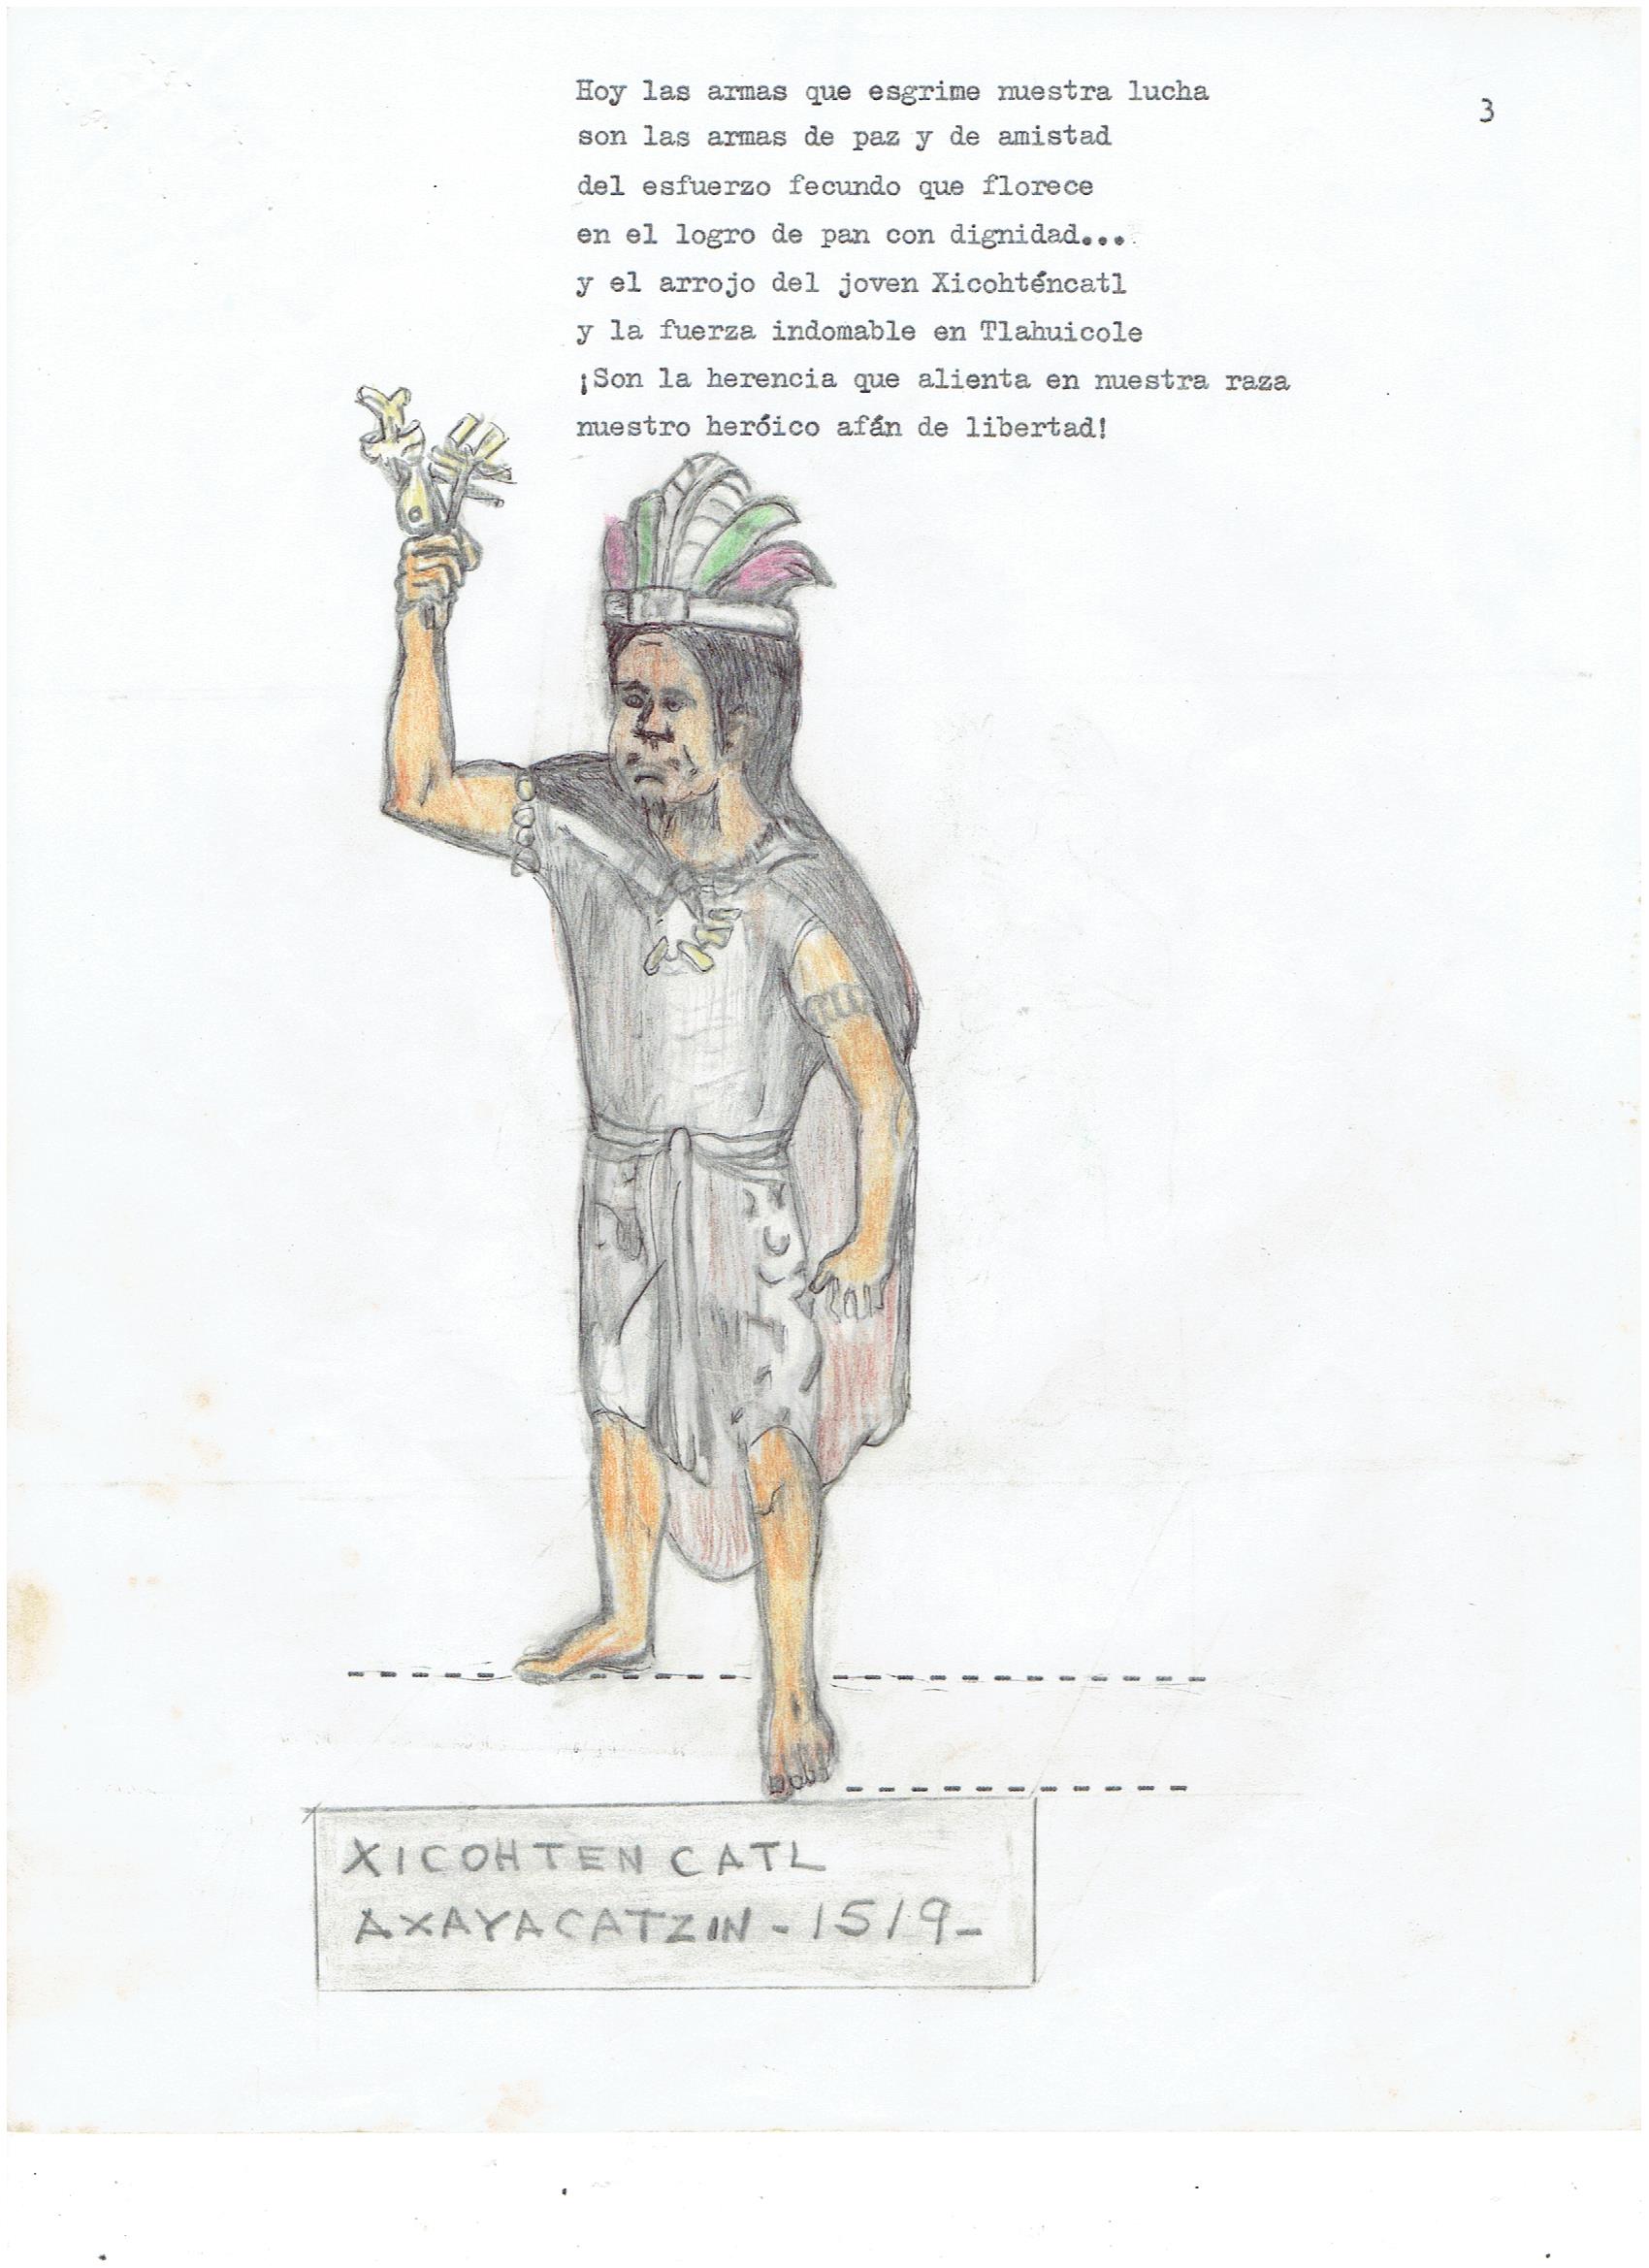 Hoy las armas que esgrime nuestra lucha
3
son las armas de paz y de amistad
del esfuerzo fecundo que florece
en el logro de pan con dignidad...
y el arrojo del joven Xicohténcatl
y la fuerza indomable en Tlahuicole
¡Son la herencia que alienta en nuestra raza
nuestro heróico afán de libertad!
XICOHTENCATL
AXAYACATZIN - 1519 -